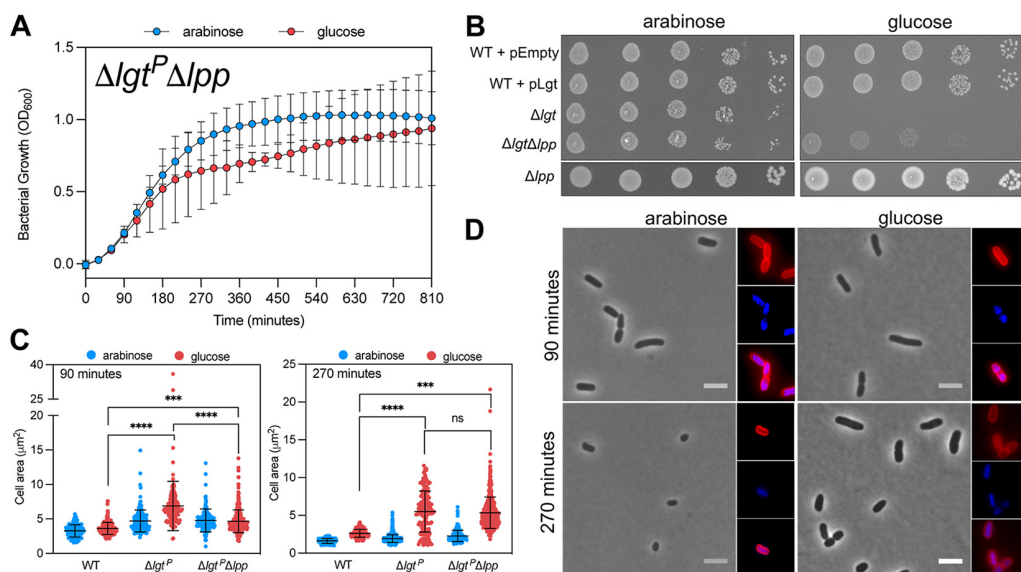 A
arabinose glucose
ΔlgtᴾΔlpp
Bacterial Growth (OD₆₀₀)
1.5
1.0
0.5
0.0
0 90 180 270 360 450 540 630 720 810
Time (minutes)
B
arabinose glucose
WT + pEmpty
WT + pLgt
Δlgt
ΔlgtΔlpp
Δlpp
C
arabinose glucose
90 minutes
Cell area (μm²)
40
25
20
15
10
5
0
***
****
****
WT Δlgtᴾ ΔlgtᴾΔlpp
arabinose glucose
270 minutes
Cell area (μm²)
25
20
15
10
5
0
***
****
ns
WT Δlgtᴾ ΔlgtᴾΔlpp
D
arabinose glucose
90 minutes
270 minutes